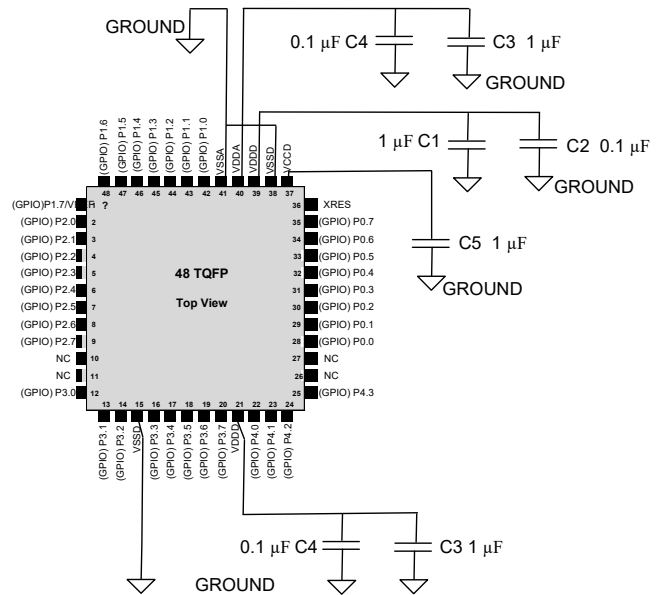 GROUND
0.1 µF C4
C3 1 µF
GROUND
1 µF C1
C2 0.1 µF
GROUND
C5 1 µF
GROUND
(GPIO) P1.6
(GPIO) P1.5
(GPIO) P1.4
(GPIO) P1.3
(GPIO) P1.2
(GPIO) P1.1
(GPIO) P1.0
VSSA
VDDA
VDDD
VSSD
VCCD
48 47 46 45 44 43 42 41 40 39 38 37
?
(GPIO)P1.7/V
(GPIO) P2.0 2
(GPIO) P2.1 3
(GPIO) P2.2 4
(GPIO) P2.3 5
(GPIO) P2.4 6
(GPIO) P2.5 7
(GPIO) P2.6 8
(GPIO) P2.7 9
NC 10
NC 11
(GPIO) P3.0 12
48 TQFP
Top View
36 XRES
35 (GPIO) P0.7
34 (GPIO) P0.6
33 (GPIO) P0.5
32 (GPIO) P0.4
31 (GPIO) P0.3
30 (GPIO) P0.2
29 (GPIO) P0.1
28 (GPIO) P0.0
27 NC
26 NC
25 (GPIO) P4.3
13 14 15 16 17 18 19 20 21 22 23 24
(GPIO) P3.1
(GPIO) P3.2
VSSD
(GPIO) P3.3
(GPIO) P3.4
(GPIO) P3.5
(GPIO) P3.6
(GPIO) P3.7
VDDD
(GPIO) P4.0
(GPIO) P4.1
(GPIO) P4.2
0.1 µF C4
C3 1 µF
GROUND